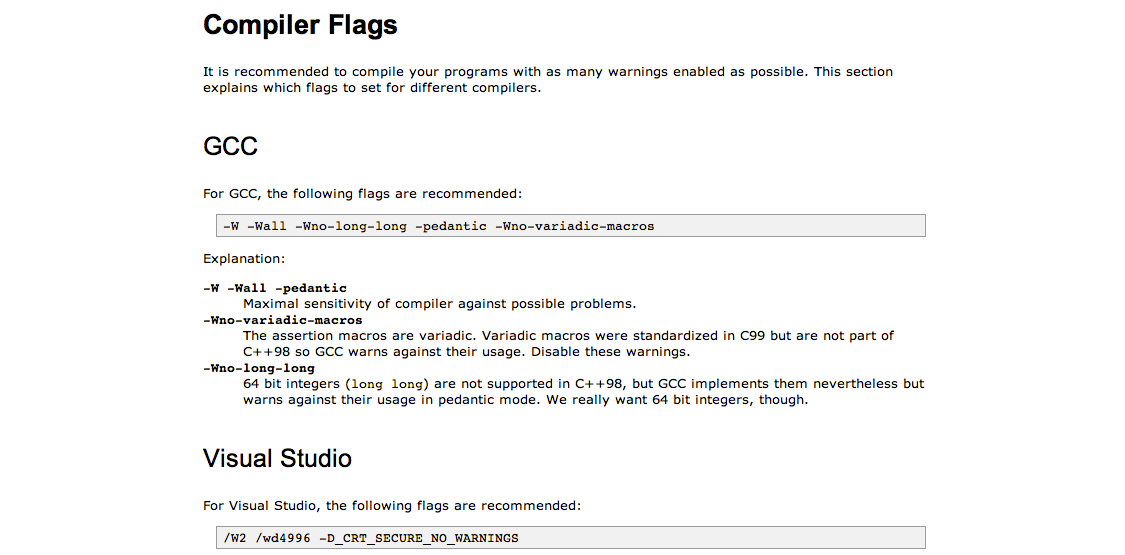 Compiler Flags
It is recommended to compile your programs with as many warnings enabled as possible. This section
explains which flags to set for different compilers.
GCC
For GCC, the following flags are recommended:
-W -Wall -Wno-long-long -pedantic -Wno-variadic-macros
Explanation:
-W -Wall -pedantic
Maximal sensitivity of compiler against possible problems.
-Wno-variadic-macros
The assertion macros are variadic. Variadic macros were standardized in C99 but are not part of
C++98 so GCC warns against their usage. Disable these warnings.
-Wno-long-long
64 bit integers (long long) are not supported in C++98, but GCC implements them nevertheless but
warns against their usage in pedantic mode. We really want 64 bit integers, though.
Visual Studio
For Visual Studio, the following flags are recommended:
/W2 /wd4996 -D_CRT_SECURE_NO_WARNINGS